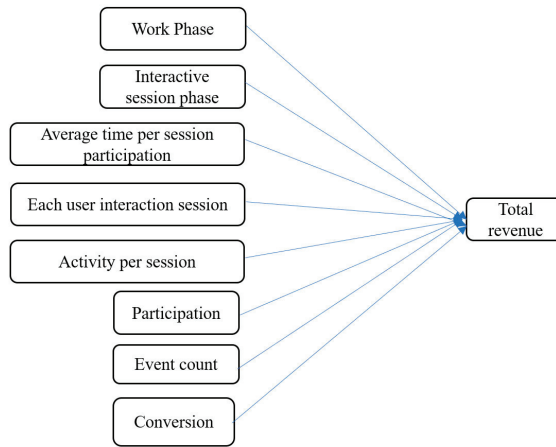 Work Phase
Interactive
session phase
Average time per session
participation
Each user interaction session
Activity per session
Participation
Event count
Conversion
Total
revenue